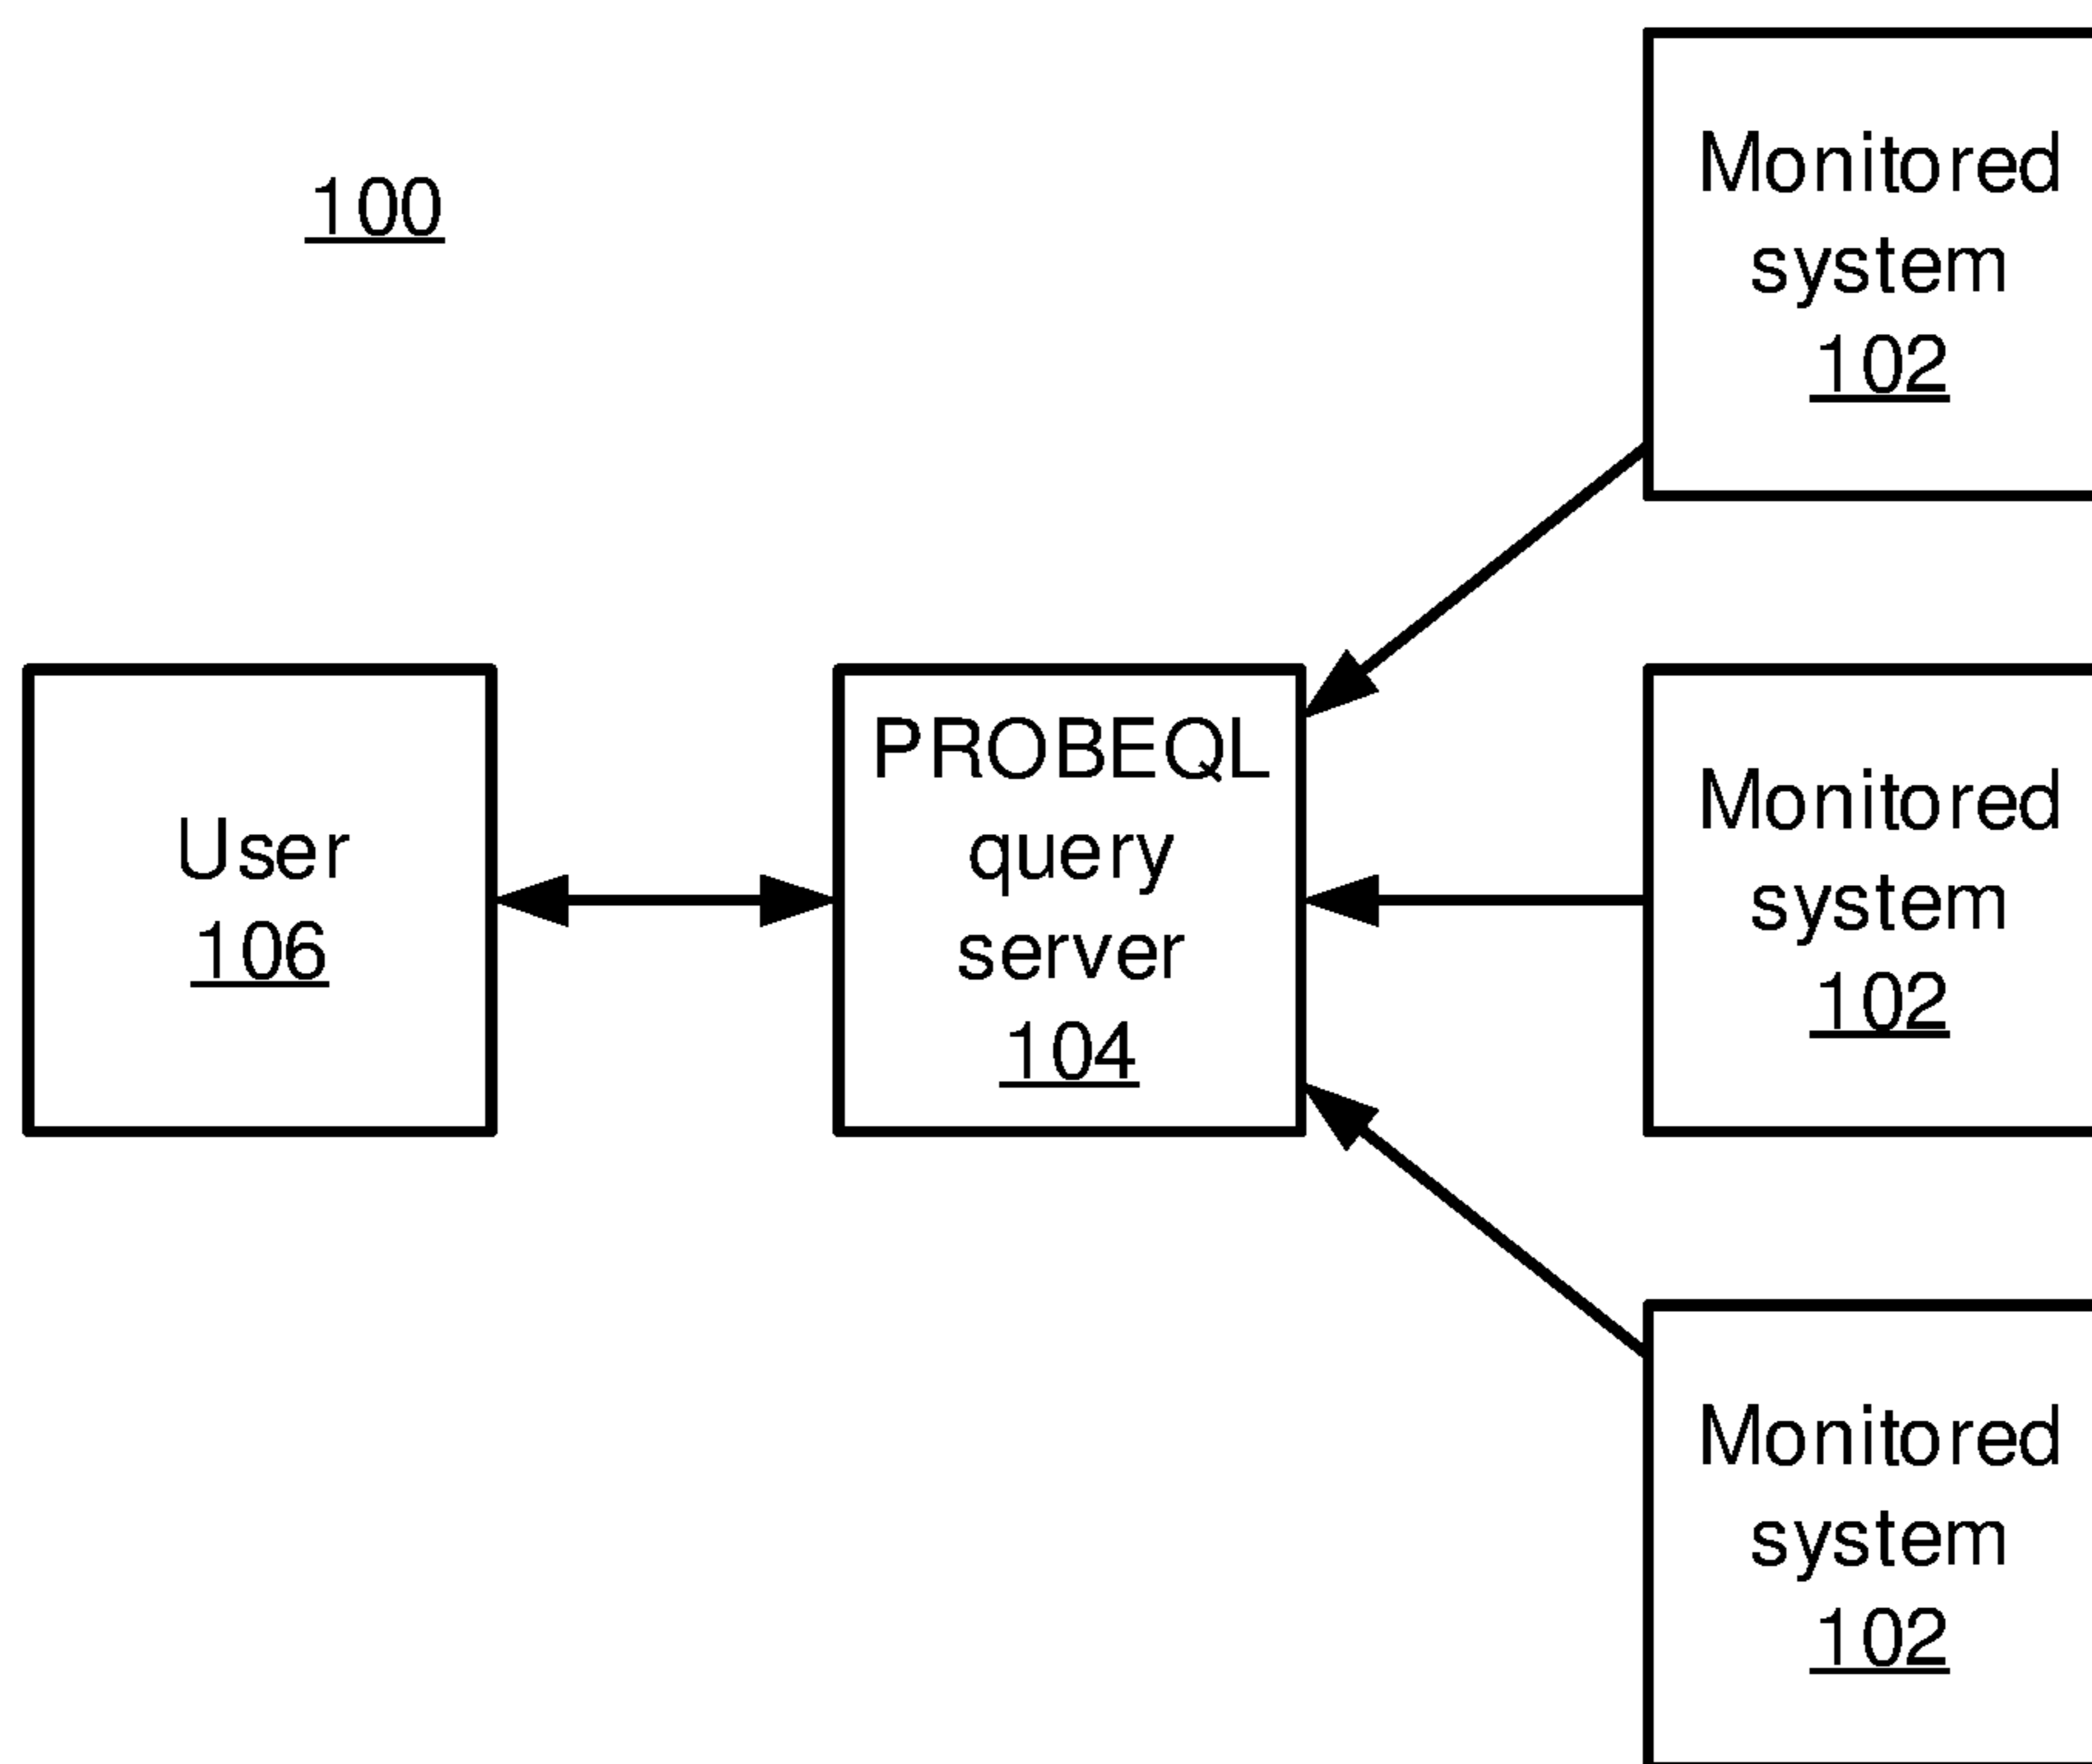 100
Monitored
system
102
User
106
PROBEQL
query
server
104
Monitored
system
102
Monitored
system
102